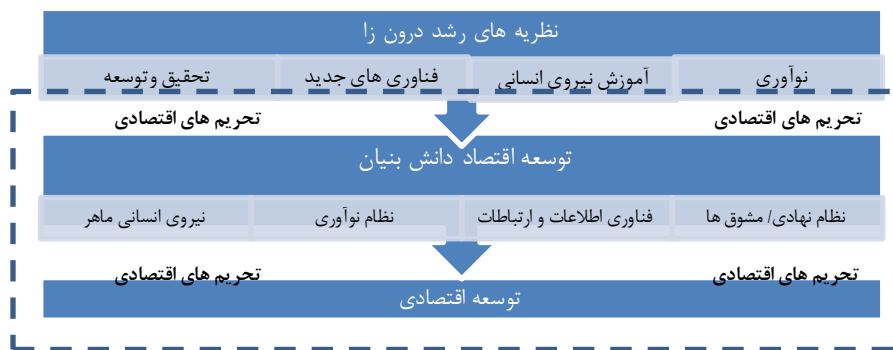 نظریه های رشد درون زا
نوآوری آموزش نیروی انسانی فناوری های جدید تحقیق وتوسعه
تحریم های اقتصادی تحریم های اقتصادی
توسعه اقتصاد دانش بنیان
نظام نهادی/ مشوق ها فناوری اطلاعات و ارتباطات نظام نوآوری نیروی انسانی ماهر
تحریم های اقتصادی تحریم های اقتصادی
توسعه اقتصادی